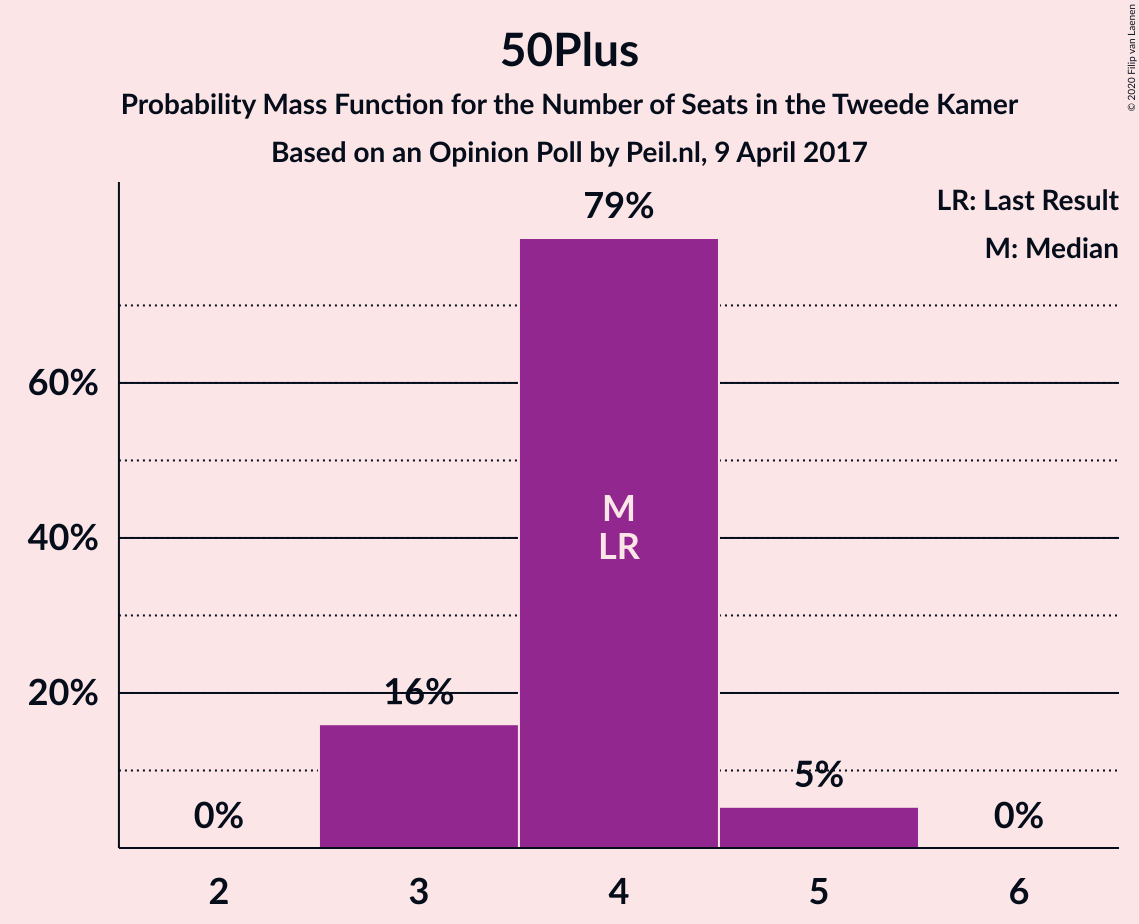 50Plus
Probability Mass Function for the Number of Seats in the Tweede Kamer
Based on an Opinion Poll by Peil.nl, 9 April 2017
© 2020 Filip van Laenen
LR: Last Result
M: Median
79%
60%
40%
20%
M
LR
0%
16%
5%
0%
2
3
4
5
6